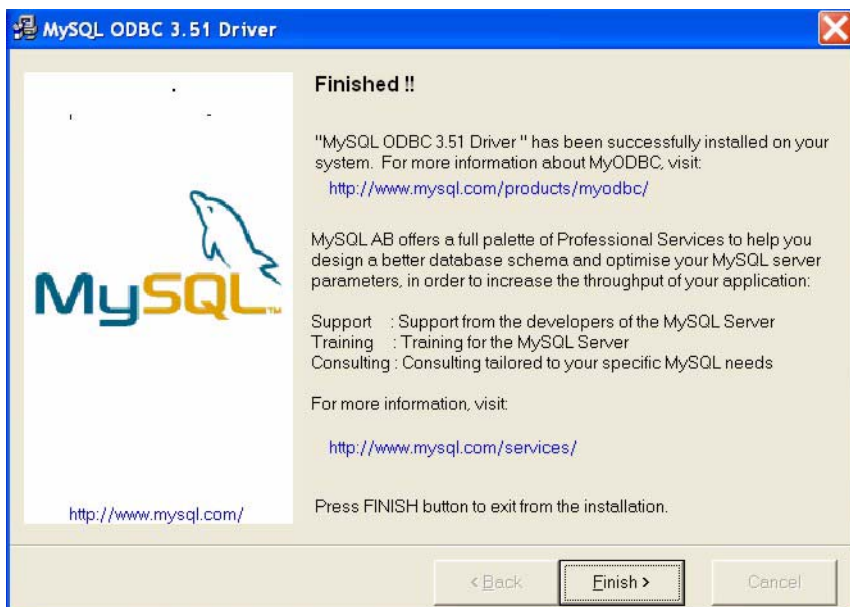 MySQL ODBC 3.51 Driver
Finished !!
"MySQL ODBC 3.51 Driver " has been successfully installed on your
system. For more information about MyODBC, visit:
http://www.mysql.com/products/myodbc/
MySQL AB offers a full palette of Professional Services to help you
design a better database schema and optimise your MySQL server
parameters, in order to increase the throughput of your application:
Support : Support from the developers of the MySQL Server
Training : Training for the MySQL Server
Consulting : Consulting tailored to your specific MySQL needs
For more information, visit:
http://www.mysql.com/services/
Press FINISH button to exit from the installation.
MySQL™
http://www.mysql.com/
< Back
Finish >
Cancel